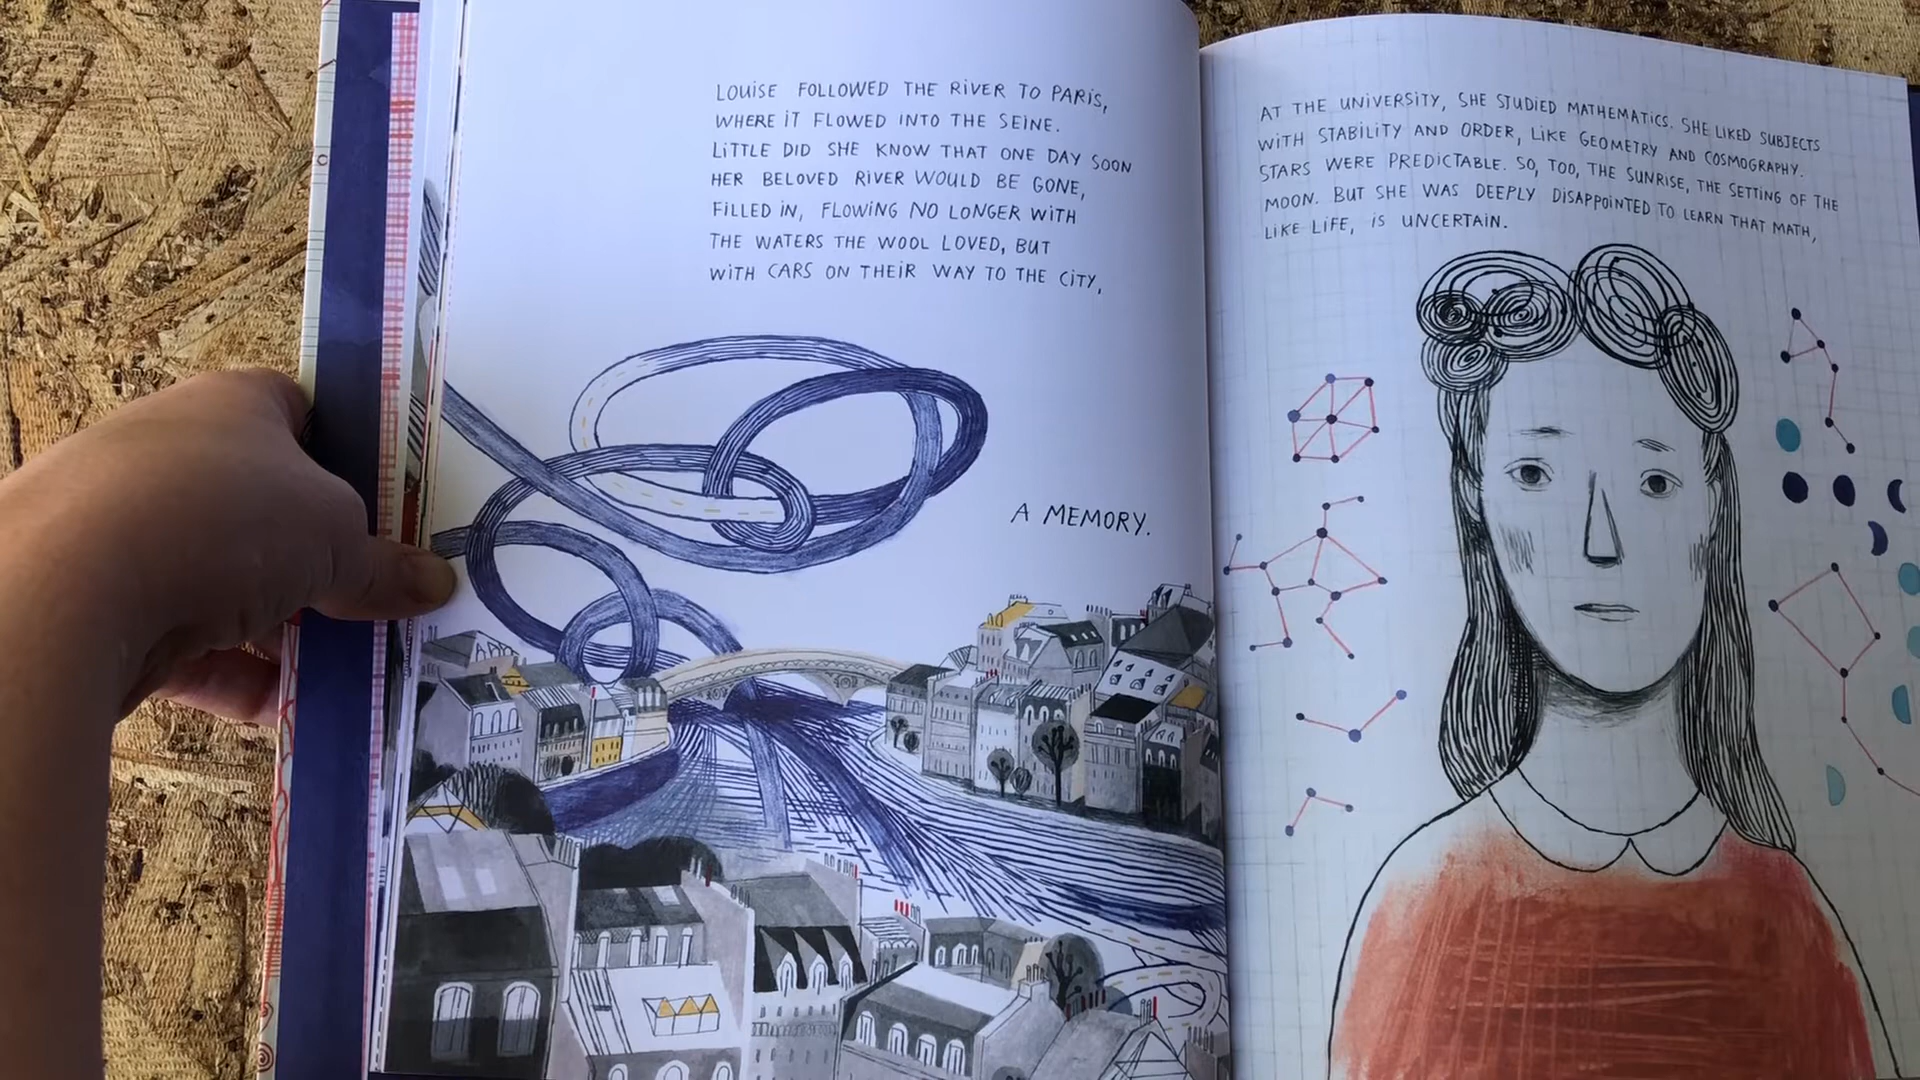 LOUISE FOLLOWED THE RIVER TO PARIS,
WHERE IT FLOWED INTO THE SEINE.
LITTLE DID SHE KNOW THAT ONE DAY SOON
HER BELOVED RIVER WOULD BE GONE,
FILLED IN, FLOWING NO LONGER WITH
THE WATERS THE WOOL LOVED, BUT
WITH CARS ON THEIR WAY TO THE CITY,
A MEMORY.
AT THE UNIVERSITY, SHE STUDIED MATHEMATICS. SHE LIKED SUBJECTS
WITH STABILITY AND ORDER, LIKE GEOMETRY AND COSMOGRAPHY.
STARS WERE PREDICTABLE. SO, TOO, THE SUNRISE, THE SETTING OF THE
MOON. BUT SHE WAS DEEPLY DISAPPOINTED TO LEARN THAT MATH,
LIKE LIFE, IS UNCERTAIN.